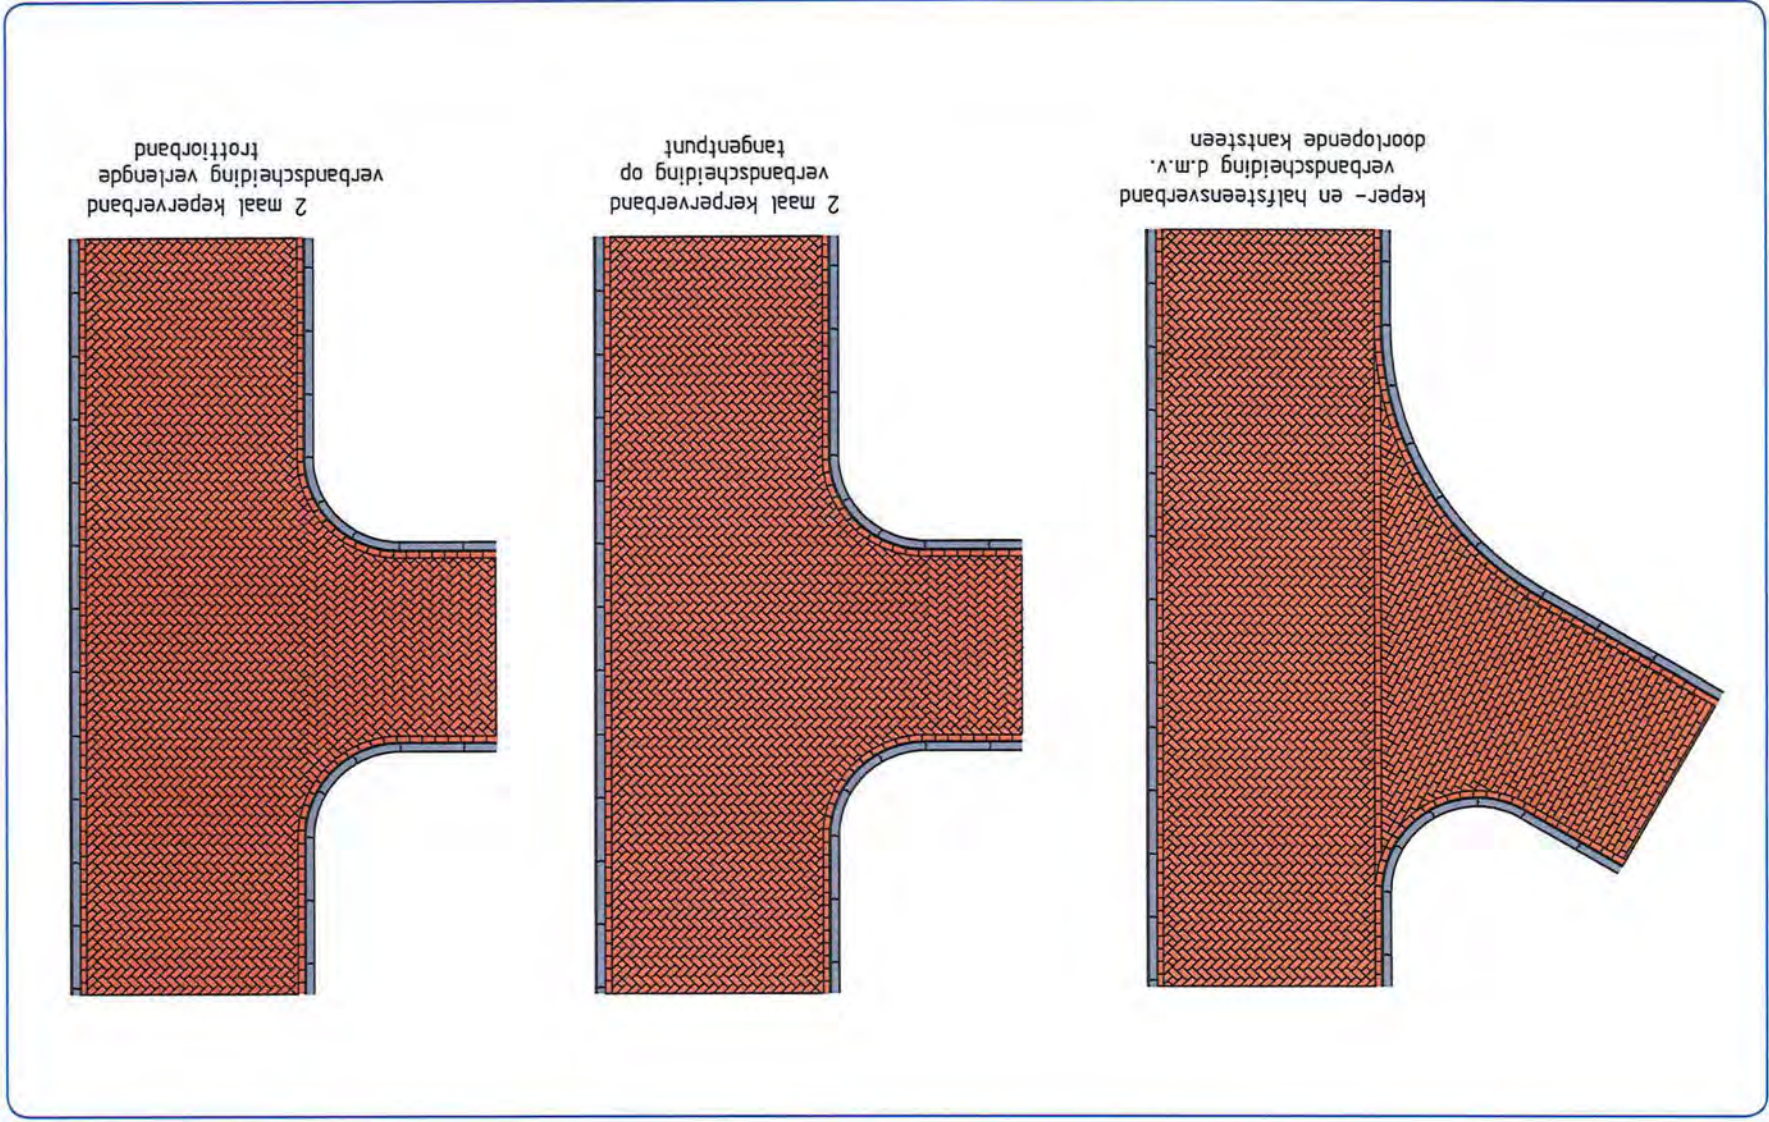 keper- en halfsteensverband
verbandscheiding d.m.v.
doorlopende kantsteen
2 maal kerperverband
verbandscheiding op
tangentpunt
2 maal keperverband
verbandscheiding verlengde
trottiorband